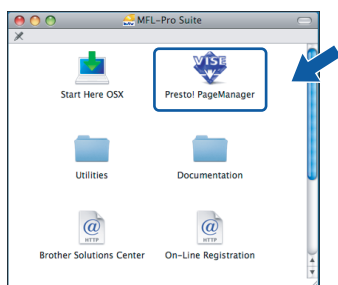 MFL-Pro Suite
VISE
Start Here OSX
Presto! PageManager
Utilities
Documentation
@
HTTP
@
HTTP
Brother Solutions Center
On-Line Registration